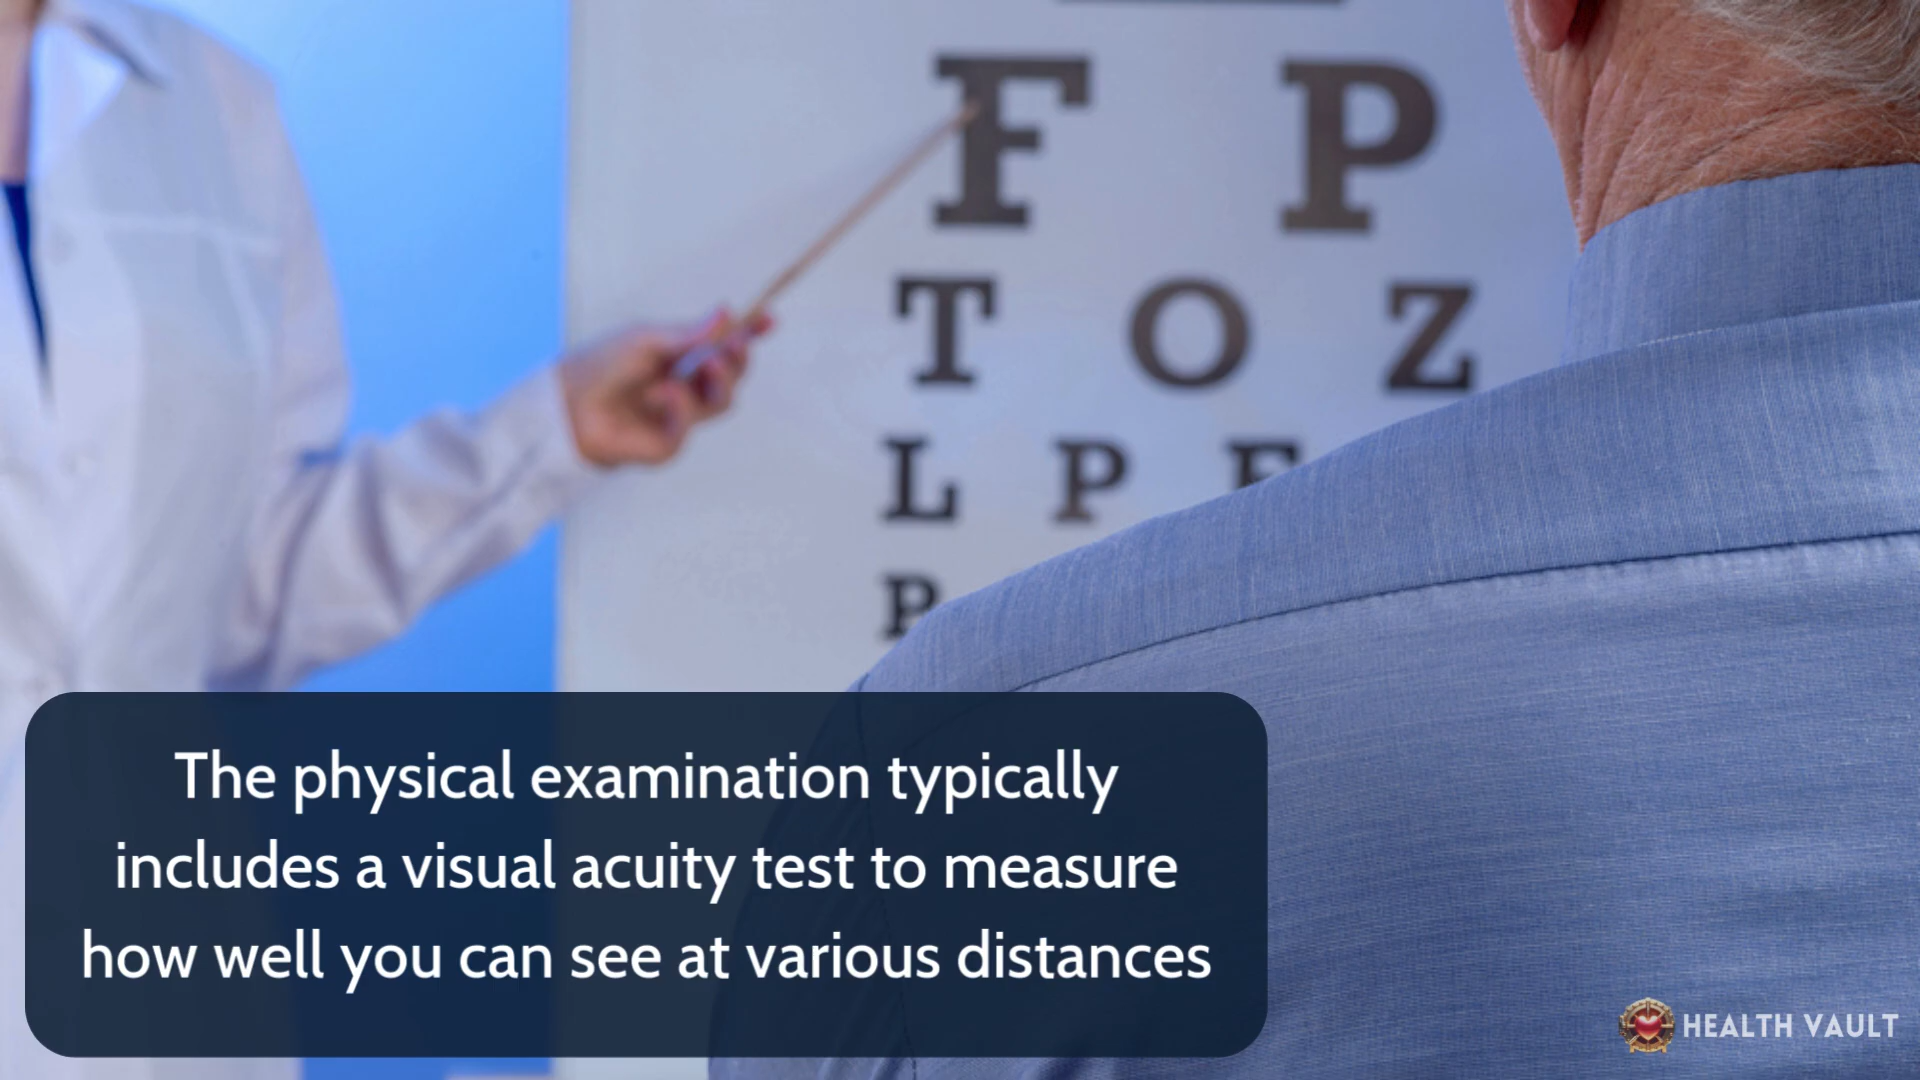 F P
T O Z
L P E
P
The physical examination typically
includes a visual acuity test to measure
how well you can see at various distances
HEALTH VAULT